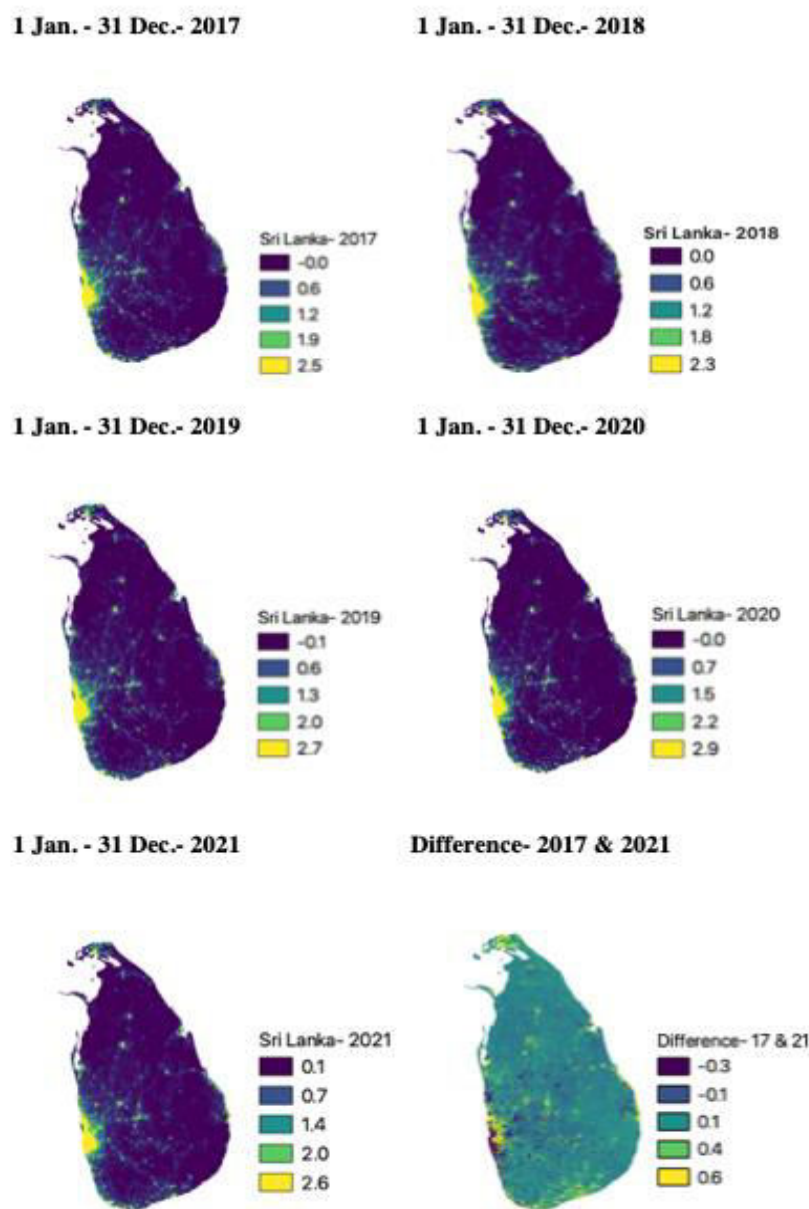 1 Jan. - 31 Dec.- 2017
1 Jan. - 31 Dec.- 2018
Sri Lanka- 2017
-0.0
0.6
1.2
1.9
2.5
Sri Lanka- 2018
0.0
0.6
1.2
1.8
2.3
1 Jan. - 31 Dec.- 2019
1 Jan. - 31 Dec.- 2020
Sri Lanka- 2019
-0.1
0.6
1.3
2.0
2.7
Sri Lanka- 2020
-0.0
0.7
1.5
2.2
2.9
1 Jan. - 31 Dec.- 2021
Difference- 2017 & 2021
Sri Lanka- 2021
0.1
0.7
1.4
2.0
2.6
Difference- 17 & 21
-0.3
-0.1
0.1
0.4
0.6